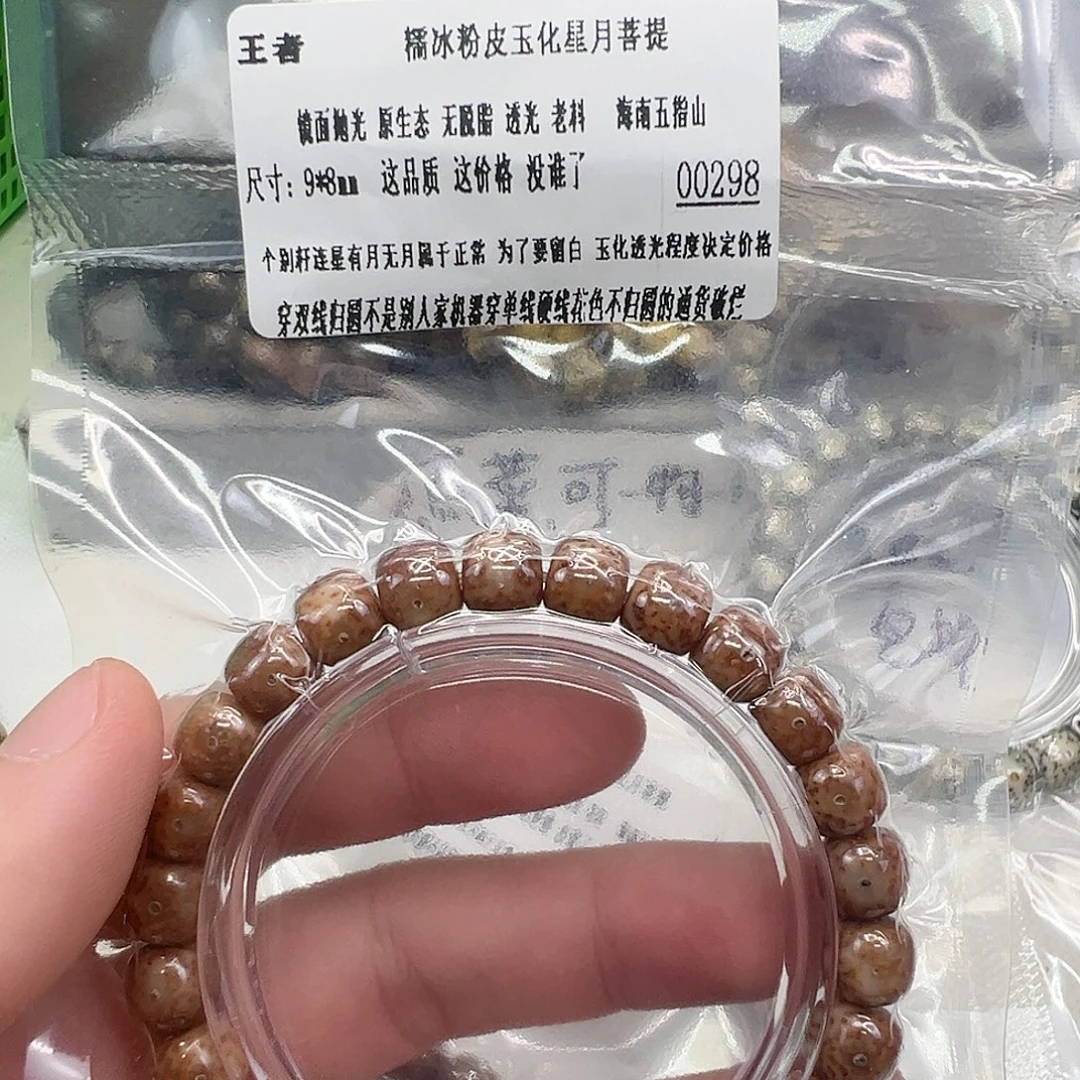 王者 糯冰粉皮玉化星月菩提
镜面抛光 原生态 无脱脂 透光 老料 海南五指山
尺寸：9*8mm 这品质 这价格 没谁了 00298
个别轩连星有月无月属于正常 为了要留白 玉化透光程度决定价格
穿双线归圆不是别人家机器穿单线硬线花色不归圆的通货破烂